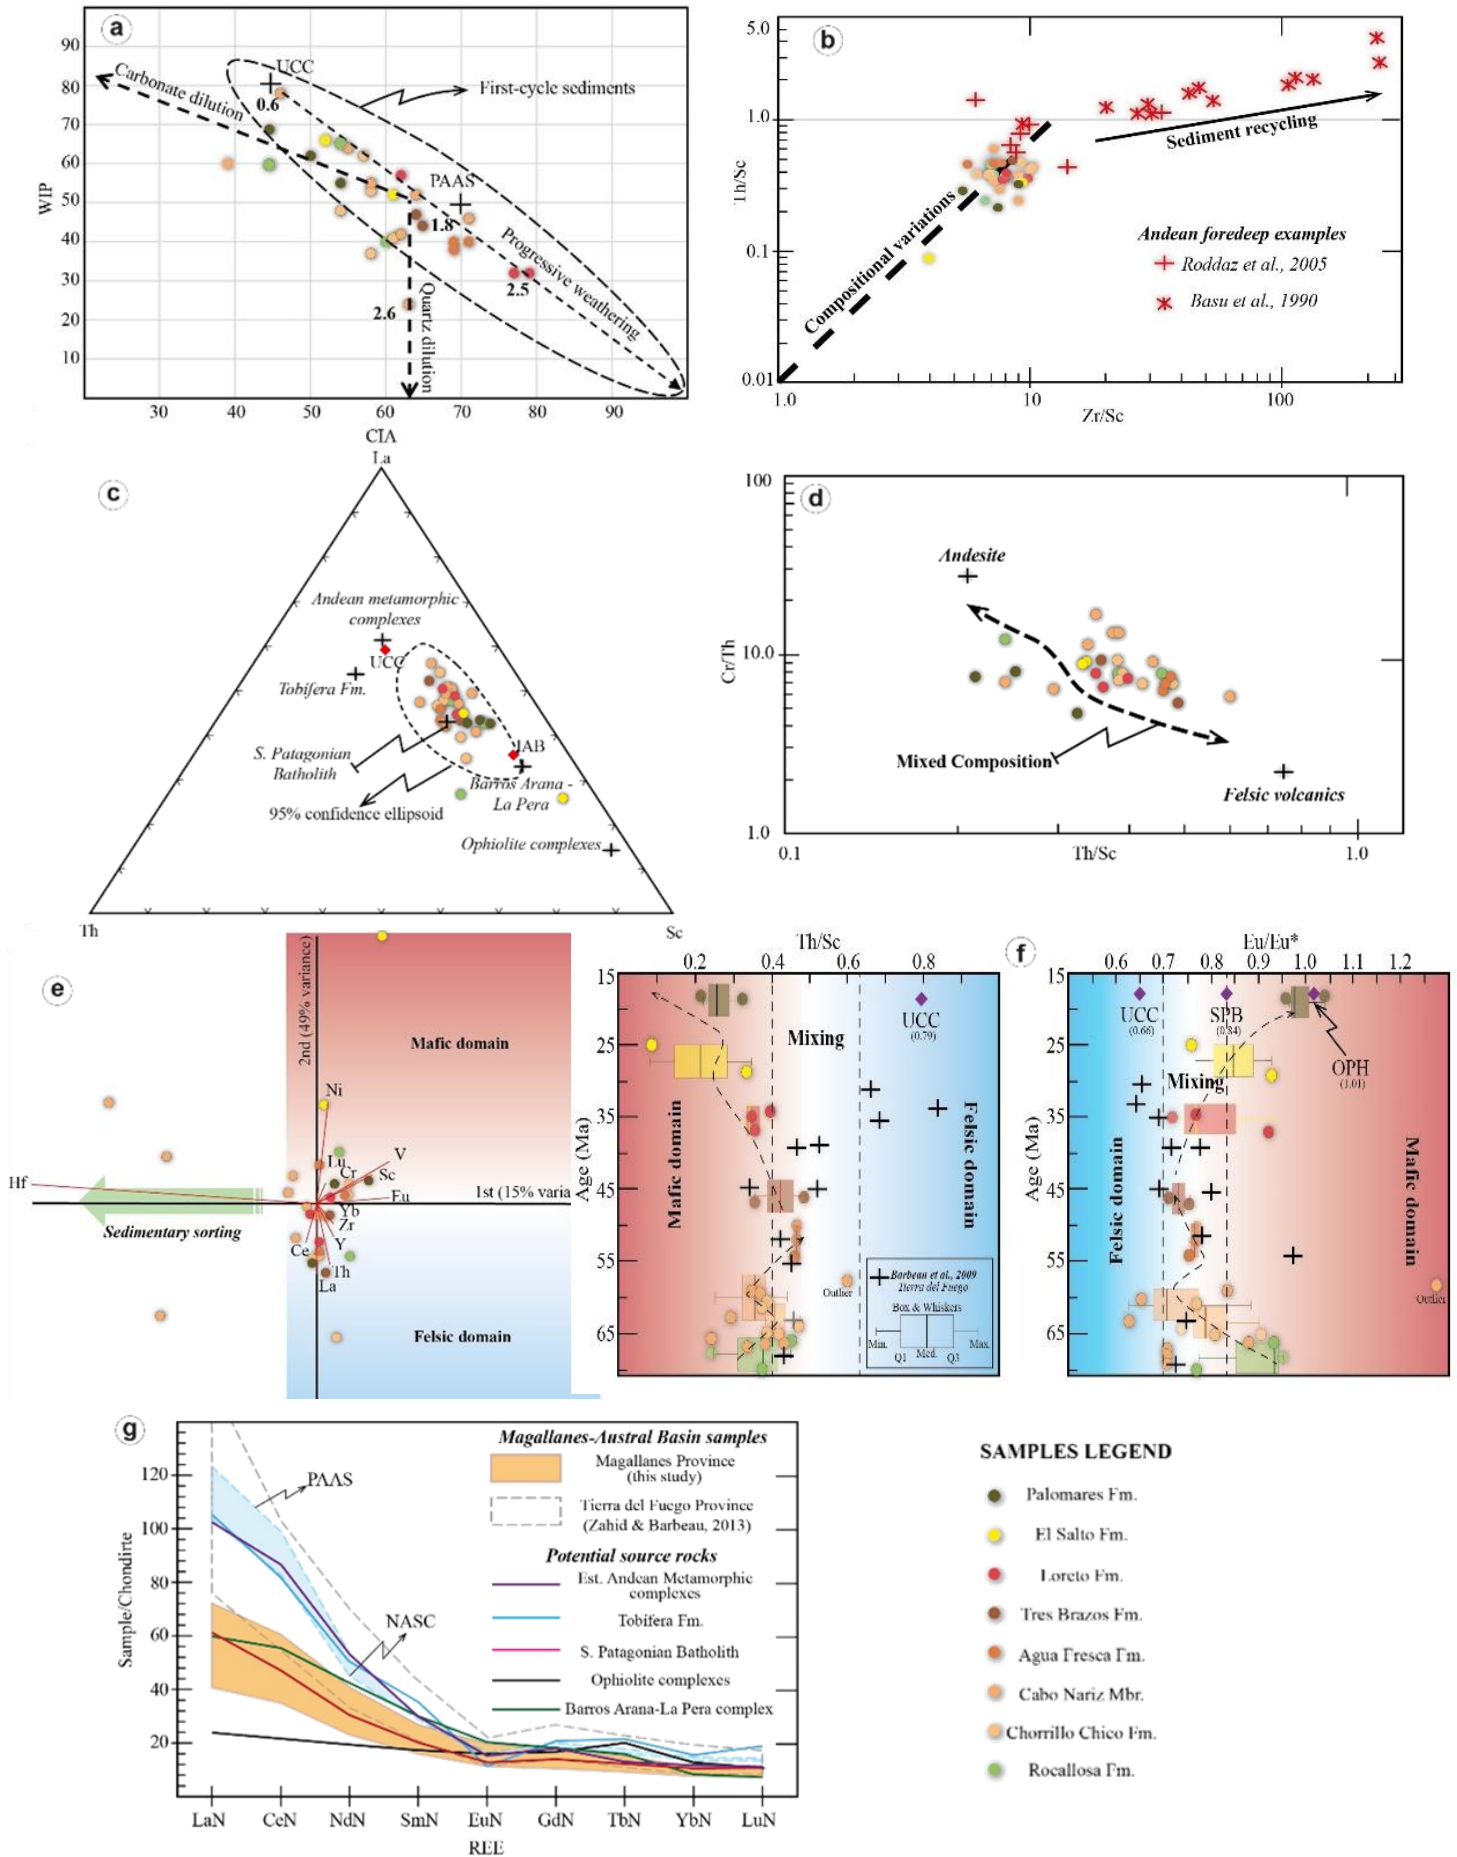 a
90
80
70
60
50
40
30
20
10
WIP
30
40
50
60
70
80
90
CIA
Carbonate dilution
UCC
0.6
First-cycle sediments
PAAS
1.8
Progressive weathering
2.5
2.6
Quartz dilution
b
5.0
1.0
0.1
0.01
Th/Sc
1.0
10
100
Zr/Sc
Sediment recycling
Compositional variations
Andean foredeep examples
Roddaz et al., 2005
Basu et al., 1990
c
La
Th
Sc
Andean metamorphic
complexes
UCC
Tobífera Fm.
S. Patagonian
Batholith
IAB
Barros Arana -
La Pera
95% confidence ellipsoid
Ophiolite complexes
d
100
10.0
1.0
Cr/Th
0.1
1.0
Th/Sc
Andesite
Mixed Composition
Felsic volcanics
e
2nd (49% variance)
Mafic domain
Ni
Lu
Cr
V
Sc
Eu
Hf
1st (15% varia
Yb
Zr
Y
Ce
Th
La
Sedimentary sorting
Felsic domain
Th/Sc
0.2
0.4
0.6
0.8
15
25
35
45
55
65
Age (Ma)
Mafic domain
Mixing
UCC
(0.79)
Felsic domain
Outlier
Barbeau et al., 2009
Tierra del Fuego
Box & Whiskers
Min.
Q1
Med.
Q3
Max.
f
Eu/Eu*
0.6
0.7
0.8
0.9
1.0
1.1
1.2
15
25
35
45
55
65
Age (Ma)
UCC
(0.66)
SPB
(0.84)
OPH
(1.01)
Mixing
Felsic domain
Mafic domain
Outlier
g
120
100
80
60
40
20
Sample/Chondirte
LaN
CeN
NdN
SmN
EuN
GdN
TbN
YbN
LuN
REE
PAAS
NASC
Magallanes-Austral Basin samples
Magallanes Province
(this study)
Tierra del Fuego Province
(Zahid & Barbeau, 2013)
Potential source rocks
Est. Andean Metamorphic
complexes
Tobífera Fm.
S. Patagonian Batholith
Ophiolite complexes
Barros Arana-La Pera complex
SAMPLES LEGEND
Palomares Fm.
El Salto Fm.
Loreto Fm.
Tres Brazos Fm.
Agua Fresca Fm.
Cabo Nariz Mbr.
Chorrillo Chico Fm.
Rocallosa Fm.